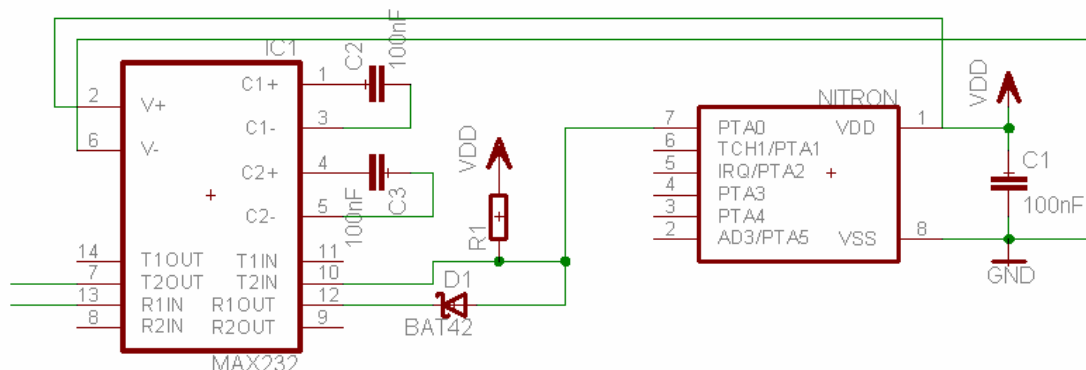 IC1
2
V+
6
V-
C1+
1
C1-
3
C2+
4
C2-
5
14
T1OUT
T1IN
11
7
T2OUT
T2IN
10
13
R1IN
R1OUT
12
8
R2IN
R2OUT
9
MAX232
C2
100nF
C3
100nF
VDD
R1
D1
BAT42
NITRON
7
PTA0
VDD
1
6
TCH1/PTA1
5
IRQ/PTA2
4
PTA3
3
PTA4
2
AD3/PTA5
VSS
8
VDD
C1
100nF
GND